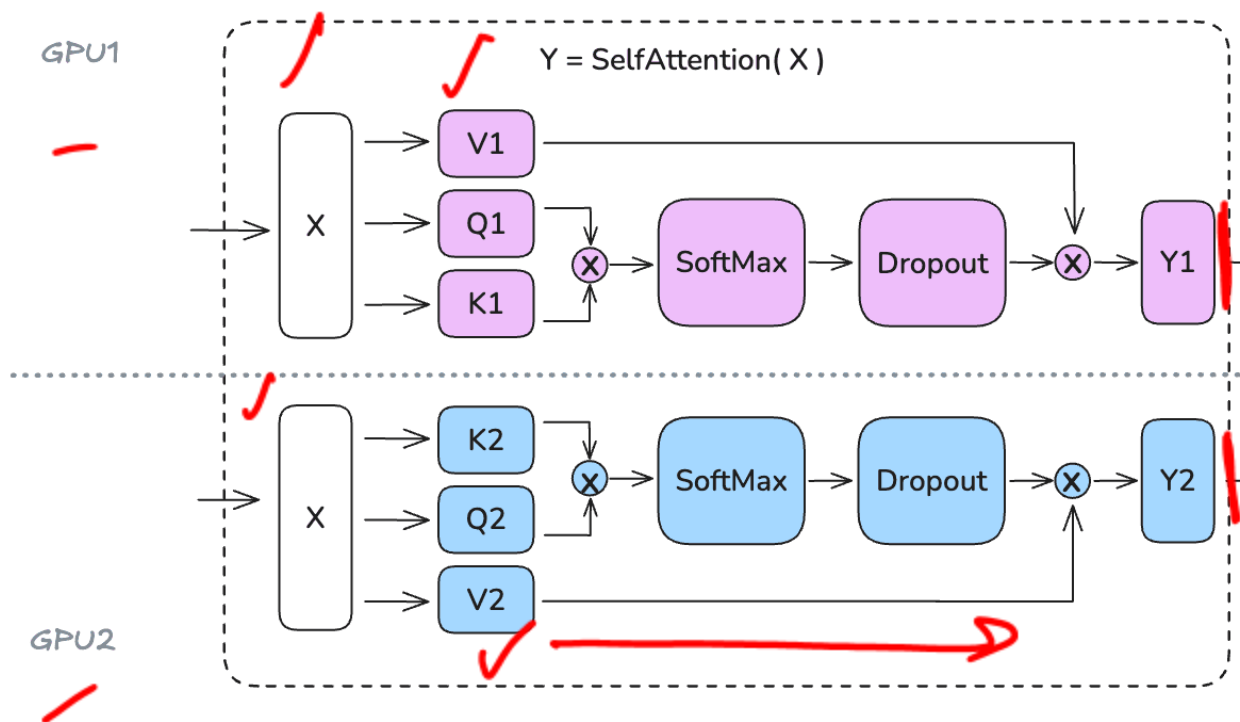 GPU1
Y = SelfAttention( X )
V1
X
Q1
X
SoftMax
Dropout
X
Y1
K1
K2
X
SoftMax
Dropout
X
Y2
X
Q2
V2
GPU2